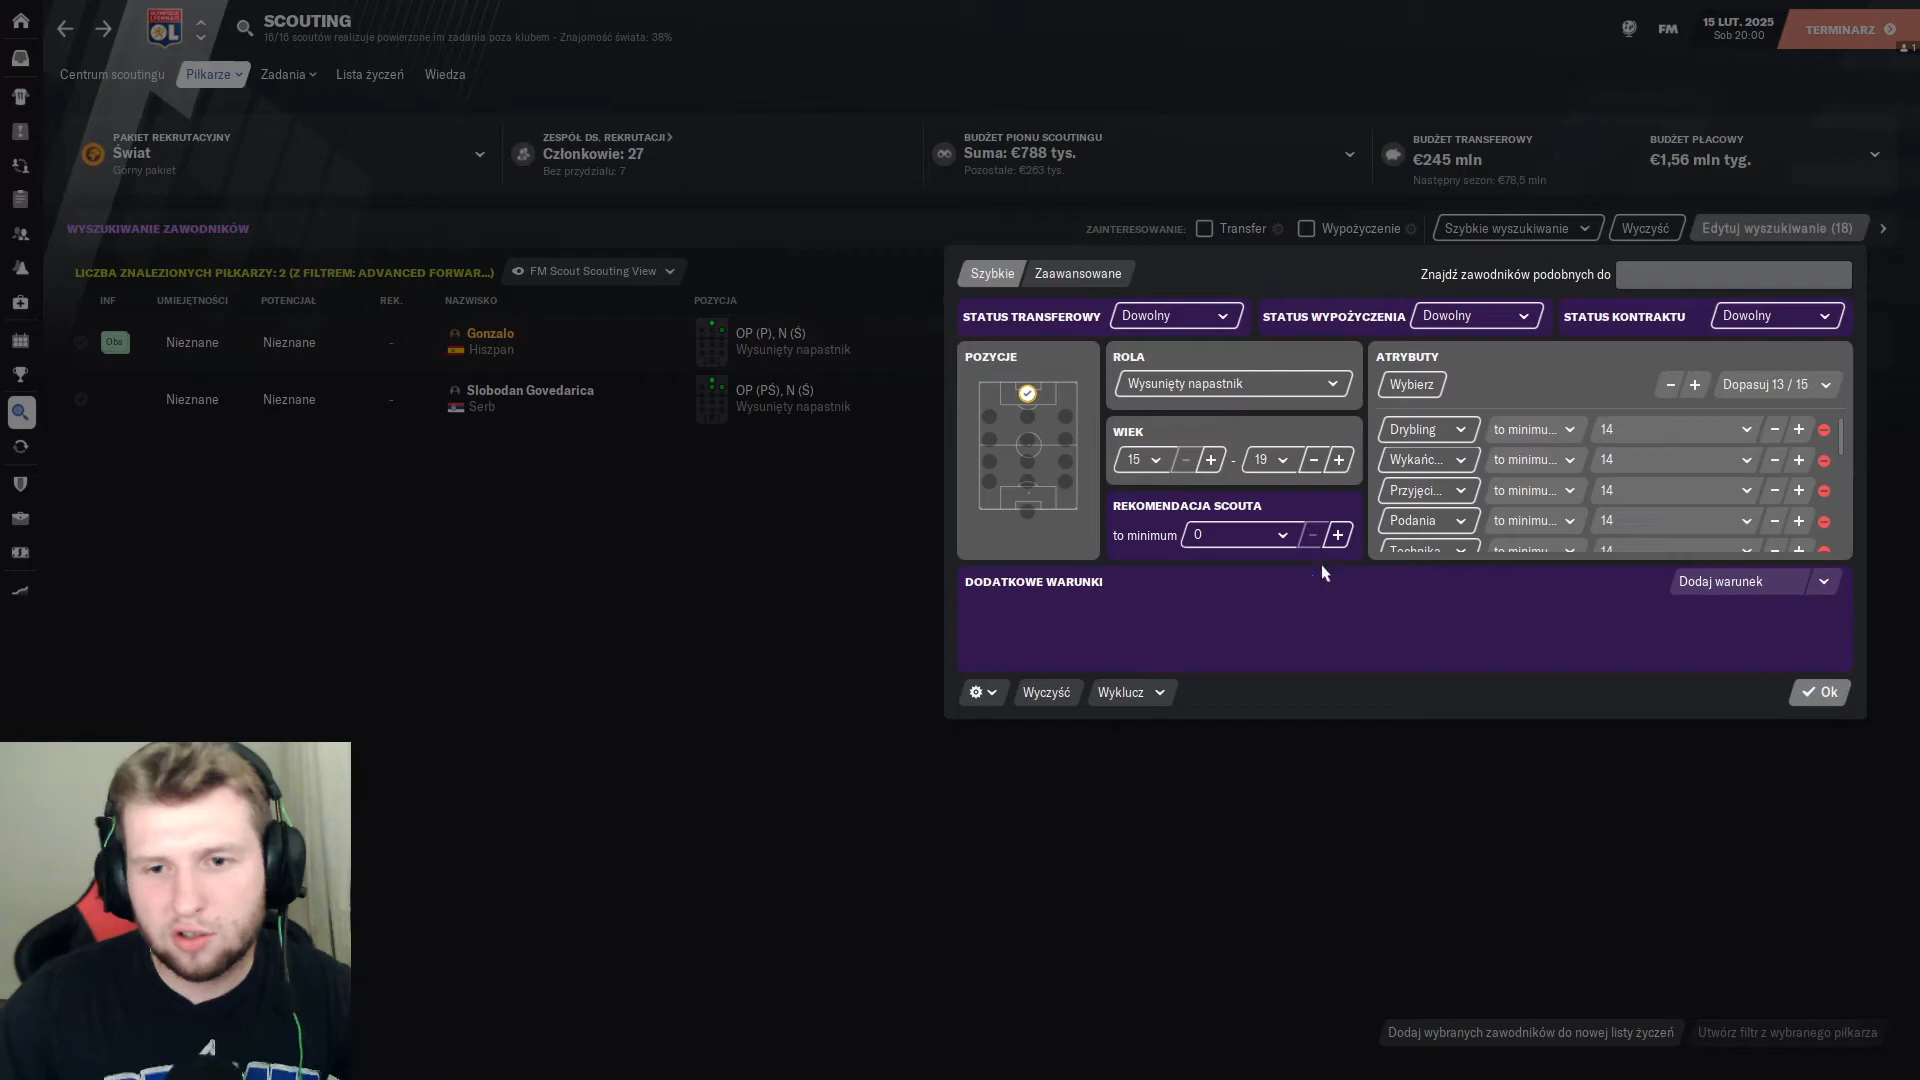 SCOUTING
16/16 scoutów realizuje powierzone im zadania poza klubem - Znajomość świata: 38%
FM
15 LUT. 2025
Sob 20:00
TERMINARZ
1
Centrum scoutingu
Piłkarze
Zadania
Lista życzeń
Wiedza
PAKIET REKRUTACYJNY
Świat
Górny pakiet
ZESPÓŁ DS. REKRUTACJI
Członkowie: 27
Bez przydziału: 7
BUDŻET PIONU SCOUTINGU
Suma: €788 tys.
Pozostałe: €263 tys.
BUDŻET TRANSFEROWY
€245 mln
Następny sezon: €78,5 mln
BUDŻET PŁACOWY
€1,56 mln tyg.
WYSZUKIWANIE ZAWODNIKÓW
ZAINTERESOWANIE:
Transfer
Wypożyczenie
Szybkie wyszukiwanie
Wyczyść
Edytuj wyszukiwanie (18)
LICZBA ZNALEZIONYCH PIŁKARZY: 2 (Z FILTREM: ADVANCED FORWAR...)
FM Scout Scouting View
INF
UMIEJĘTNOŚCI
POTENCJAŁ
REK.
NAZWISKO
POZYCJA
Obs
Nieznane
Nieznane
-
Gonzalo
Hiszpan
OP (P), N (Ś)
Wysunięty napastnik
Nieznane
Nieznane
-
Slobodan Govedarica
Serb
OP (PŚ), N (Ś)
Wysunięty napastnik
Szybkie
Zaawansowane
Znajdź zawodników podobnych do
STATUS TRANSFEROWY
Dowolny
STATUS WYPOŻYCZENIA
Dowolny
STATUS KONTRAKTU
Dowolny
POZYCJE
ROLA
Wysunięty napastnik
WIEK
15
-
19
REKOMENDACJA SCOUTA
to minimum
0
ATRYBUTY
Wybierz
Dopasuj 13 / 15
Drybling
to minimu...
14
Wykańc...
to minimu...
14
Przyjęci...
to minimu...
14
Podania
to minimu...
14
Technika
to minimu...
14
DODATKOWE WARUNKI
Dodaj warunek
Wyczyść
Wyklucz
Ok
Dodaj wybranych zawodników do nowej listy życzeń
Utwórz filtr z wybranego piłkarza